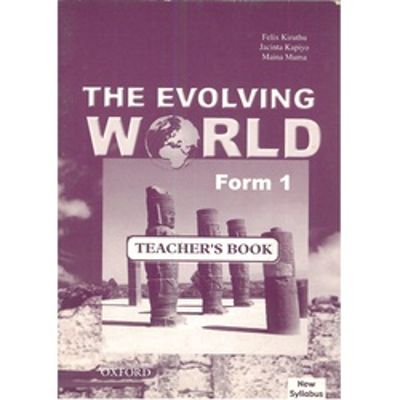 Felix Kiruthu
Jacinta Kapiyo
Maina Muma
THE EVOLVING
WORLD
Form 1
TEACHER'S BOOK
OXFORD
New
Syllabus